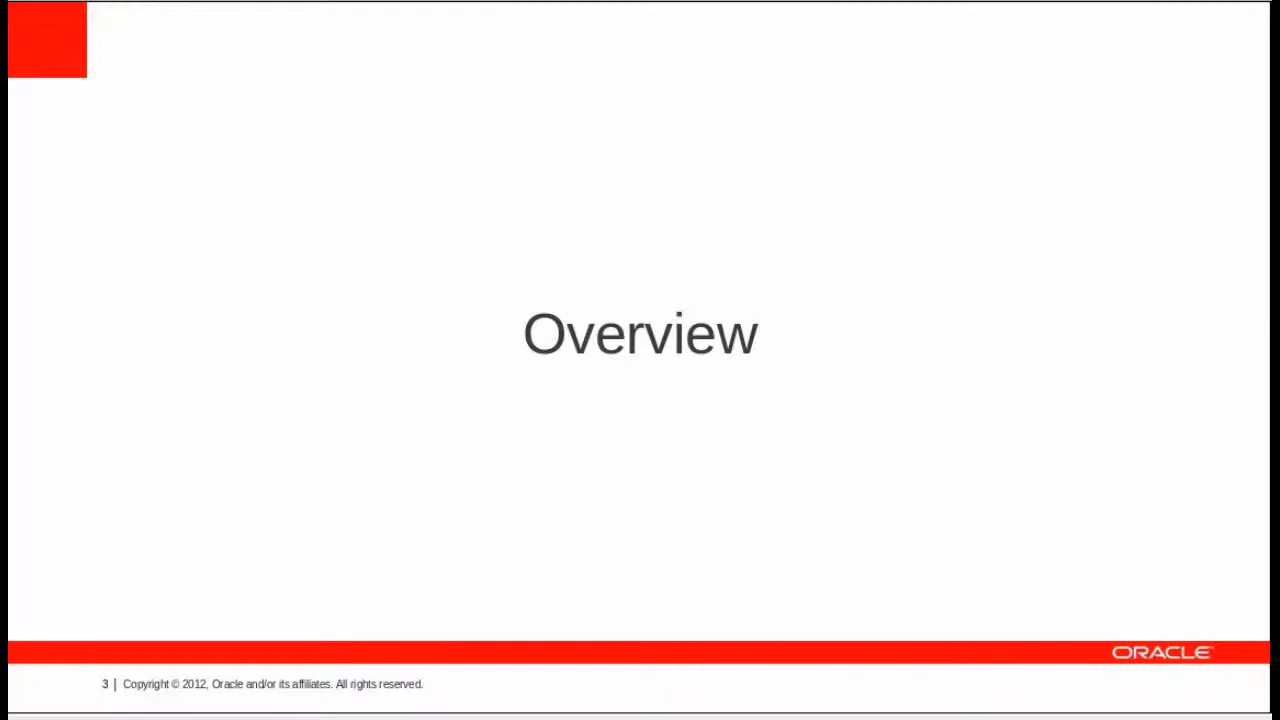 Overview
ORACLE
3 | Copyright © 2012, Oracle and/or its affiliates. All rights reserved.